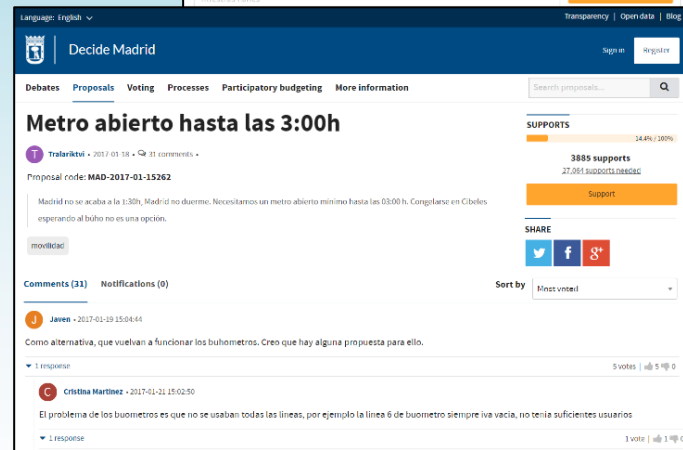 Language: English
Transparency | Open data | Blog
Decide Madrid
Sign in
Register
Debates Proposals Voting Processes Participatory budgeting More information
Search proposals...
Metro abierto hasta las 3:00h
T Tralariktvi • 2017-01-18 • 31 comments •
Proposal code: MAD-2017-01-15262
Madrid no se acaba a la 1:30h, Madrid no duerme. Necesitamos un metro abierto mínimo hasta las 03:00 h. Congelarse en Cibeles
esperando al búho no es una opción.
movilidad
SUPPORTS
14.4% / 100%
3885 supports
27,064 supports needed
Support
SHARE
f g+
Comments (31) Notifications (0)
Sort by Most voted
J Javen • 2017-01-19 15:04:44
Como alternativa, que vuelvan a funcionar los buhometros. Creo que hay alguna propuesta para ello.
1 response
5 votes | 5 0
C Cristina Martinez • 2017-01-21 15:02:50
El problema de los buometros es que no se usaban todas las lineas, por ejemplo la linea 6 de buometro siempre iva vacia, no tenia suficientes usuarios
1 response
1 vote | 1 0